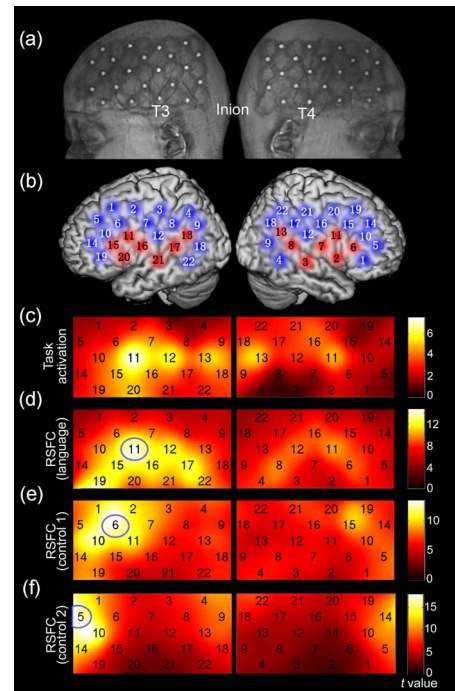 (a)
T3 Inion T4
(b)
1 2 3 4 22 21 20 19
5 6 7 8 9 18 17 16 15 14
10 11 12 13 13 12 11 10
14 15 16 17 18 9 8 7 6 5
19 20 21 22 4 3 2 1
(c)
Task
activation
1 2 3 4 22 21 20 19
5 6 7 8 9 18 17 16 15 14
10 11 12 13 13 12 11 10
14 15 16 17 18 9 8 7 6 5
19 20 21 22 4 3 2 1
6
4
2
0
(d)
RSFC
(language)
1 2 3 4 22 21 20 19
5 6 7 8 9 18 17 16 15 14
10 11 12 13 13 12 11 10
14 15 16 17 18 9 8 7 6 5
19 20 21 22 4 3 2 1
10
5
0
(e)
RSFC
(control 1)
1 2 3 4 22 21 20 19
5 6 7 8 9 18 17 16 15 14
10 11 12 13 13 12 11 10
14 15 16 17 18 9 8 7 6 5
19 20 21 22 4 3 2 1
10
5
0
(f)
RSFC
(control 2)
1 2 3 4 22 21 20 19
5 6 7 8 9 18 17 16 15 14
10 11 12 13 13 12 11 10
14 15 16 17 18 9 8 7 6 5
19 20 21 22 4 3 2 1
15
10
5
0
t value